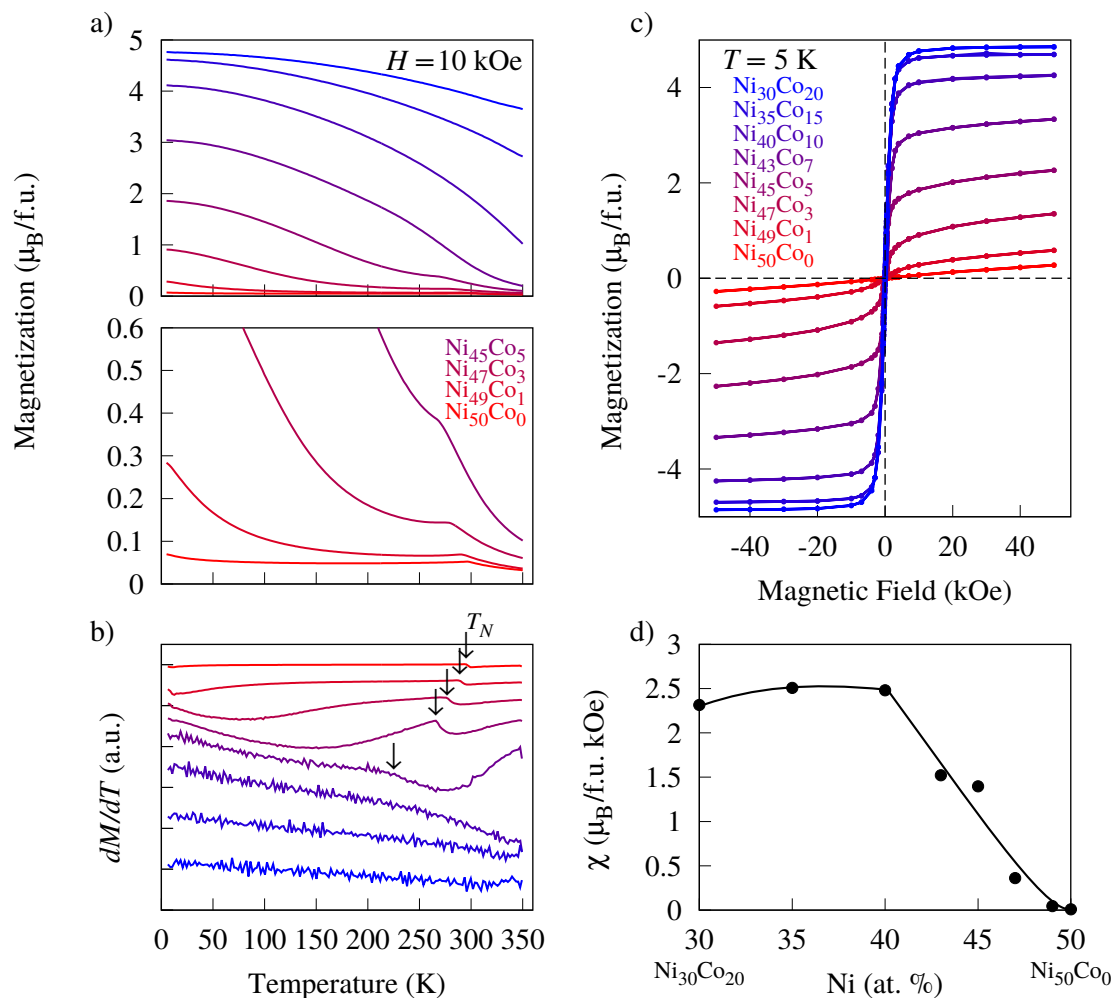 a)
H = 10 kOe
5
4
3
2
1
0
Magnetization (μB/f.u.)
0.6
0.5
0.4
0.3
0.2
0.1
0
Ni45Co5
Ni47Co3
Ni49Co1
Ni50Co0
b)
TN
dM/dT (a.u.)
0 50 100 150 200 250 300 350
Temperature (K)
c)
T = 5 K
Ni30Co20
Ni35Co15
Ni40Co10
Ni43Co7
Ni45Co5
Ni47Co3
Ni49Co1
Ni50Co0
4
2
0
-2
-4
Magnetization (μB/f.u.)
-40 -20 0 20 40
Magnetic Field (kOe)
d)
3
2.5
2
1.5
1
0.5
0
χ (μB/f.u. kOe)
30 35 40 45 50
Ni30Co20 Ni (at. %) Ni50Co0